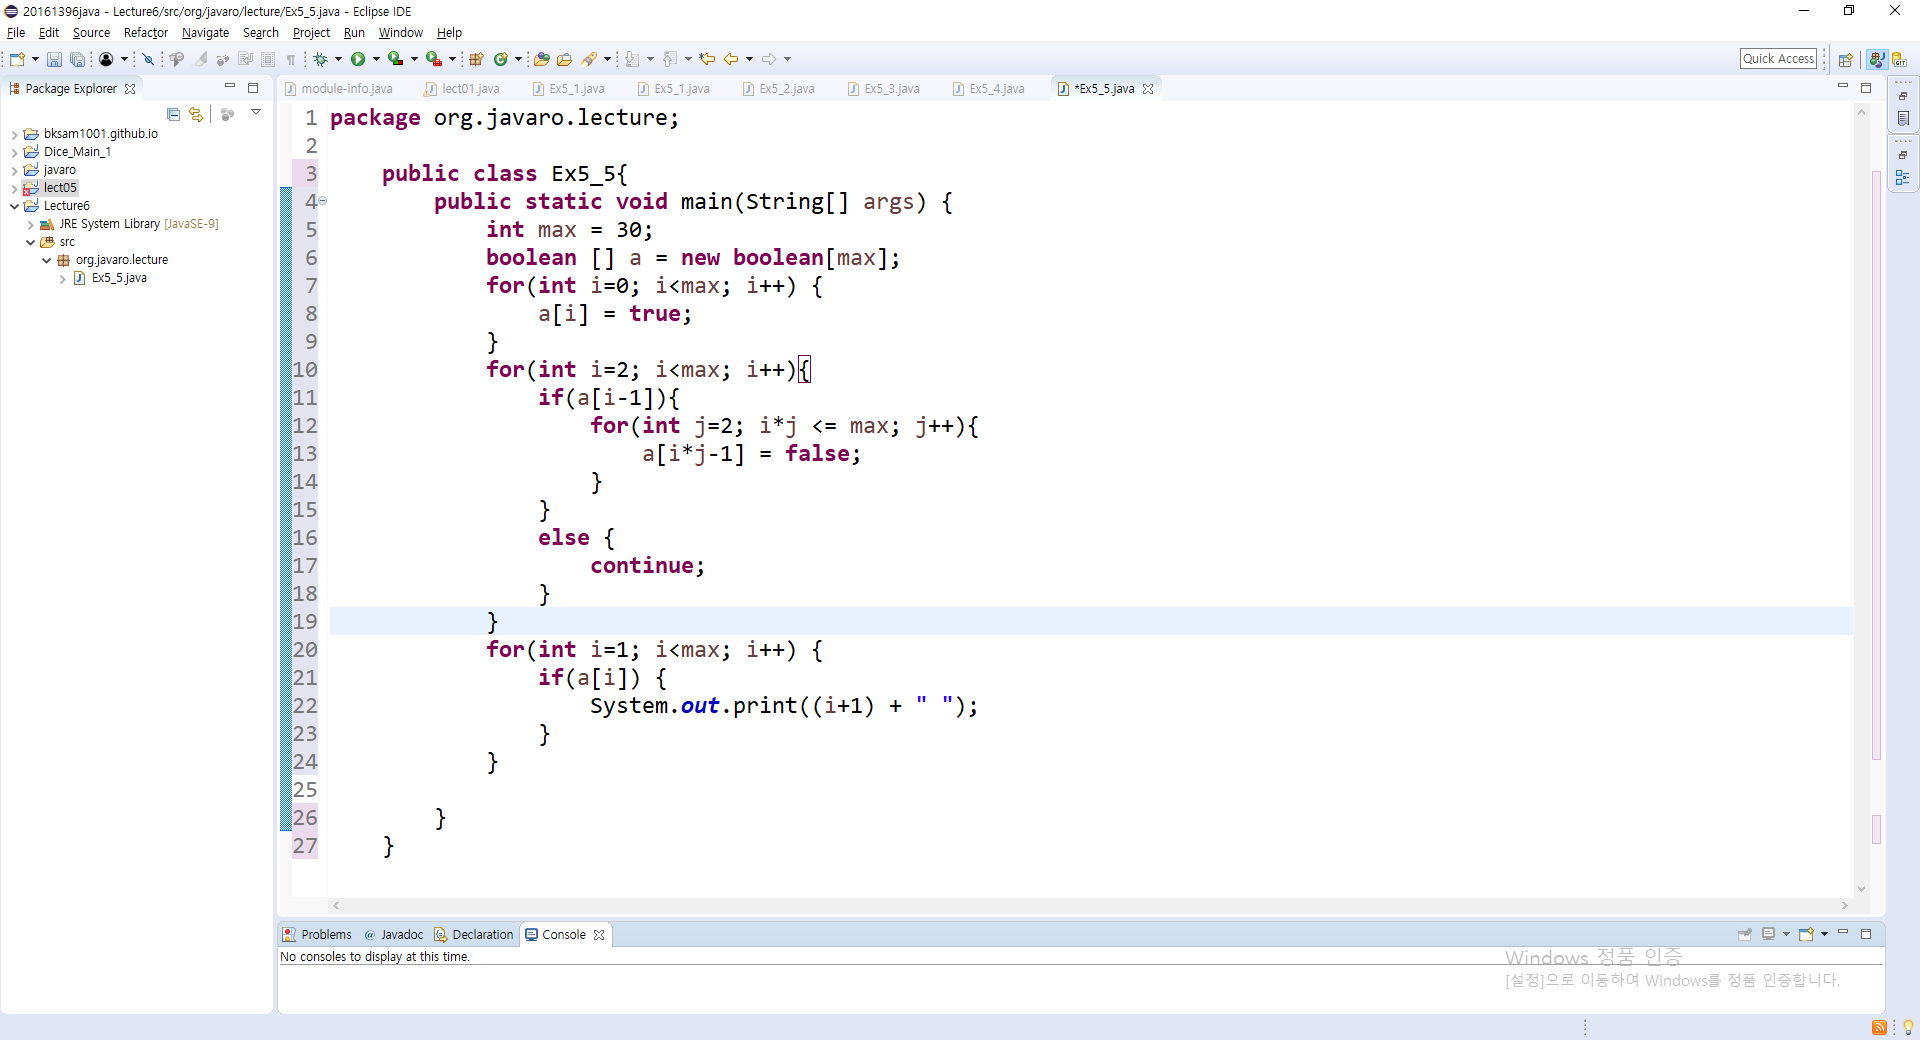 20161396java - Lecture6/src/org/javaro/lecture/Ex5_5.java - Eclipse IDE
File Edit Source Refactor Navigate Search Project Run Window Help
Quick Access
Package Explorer
module-info.java lect01.java Ex5_1.java Ex5_1.java Ex5_2.java Ex5_3.java Ex5_4.java *Ex5_5.java
bksam1001.github.io
Dice_Main_1
javaro
lect05
Lecture6
JRE System Library [JavaSE-9]
src
org.javaro.lecture
Ex5_5.java
1 package org.javaro.lecture;
2
3 public class Ex5_5{
4 public static void main(String[] args) {
5 int max = 30;
6 boolean [] a = new boolean[max];
7 for(int i=0; i<max; i++) {
8 a[i] = true;
9 }
10 for(int i=2; i<max; i++){
11 if(a[i-1]){
12 for(int j=2; i*j <= max; j++){
13 a[i*j-1] = false;
14 }
15 }
16 else {
17 continue;
18 }
19 }
20 for(int i=1; i<max; i++) {
21 if(a[i]) {
22 System.out.print((i+1) + " ");
23 }
24 }
25
26 }
27 }
Problems @ Javadoc Declaration Console
No consoles to display at this time.
Windows 정품 인증
[설정]으로 이동하여 Windows를 정품 인증합니다.